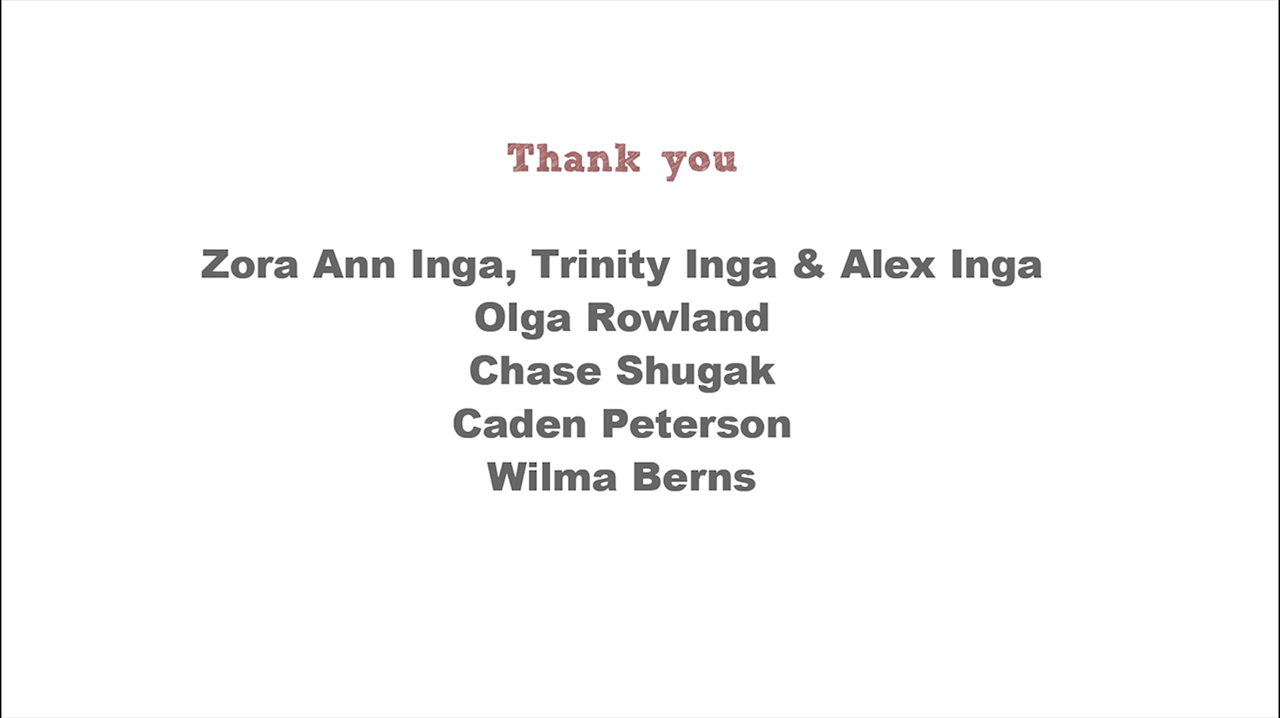 Thank you
Zora Ann Inga, Trinity Inga & Alex Inga
Olga Rowland
Chase Shugak
Caden Peterson
Wilma Berns